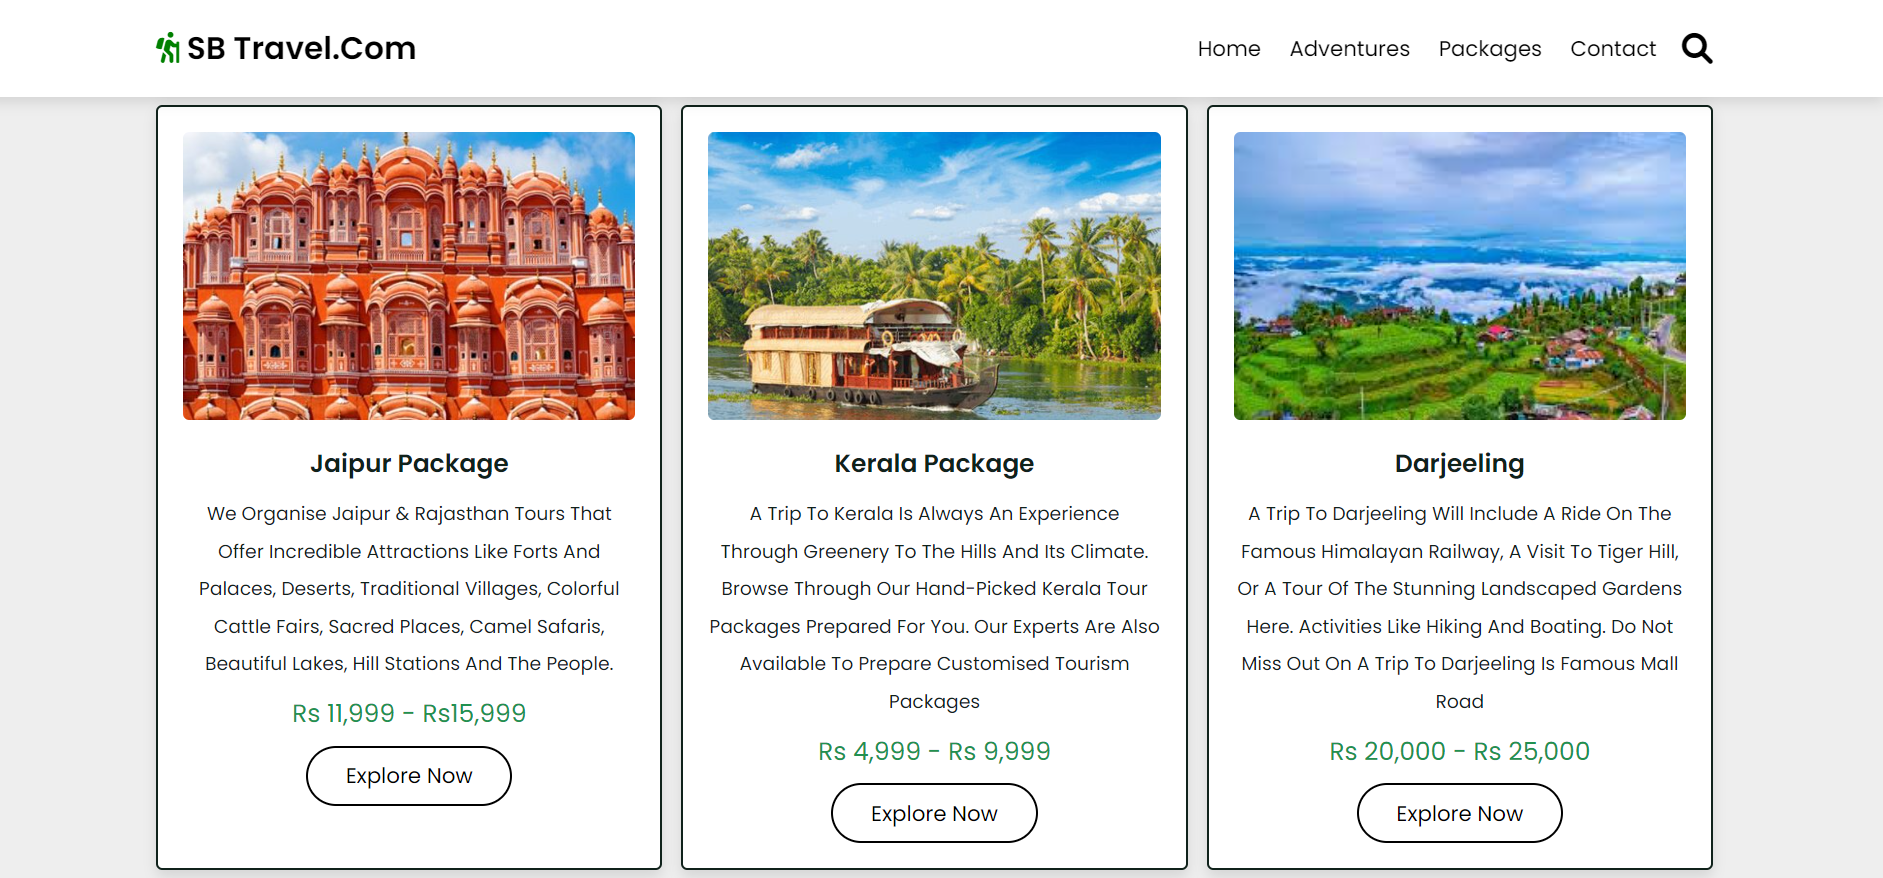 SB Travel.Com
Home Adventures Packages Contact
Jaipur Package
We Organise Jaipur & Rajasthan Tours That
Offer Incredible Attractions Like Forts And
Palaces, Deserts, Traditional Villages, Colorful
Cattle Fairs, Sacred Places, Camel Safaris,
Beautiful Lakes, Hill Stations And The People.
Rs 11,999 - Rs15,999
Explore Now
Kerala Package
A Trip To Kerala Is Always An Experience
Through Greenery To The Hills And Its Climate.
Browse Through Our Hand-Picked Kerala Tour
Packages Prepared For You. Our Experts Are Also
Available To Prepare Customised Tourism
Packages
Rs 4,999 - Rs 9,999
Explore Now
Darjeeling
A Trip To Darjeeling Will Include A Ride On The
Famous Himalayan Railway, A Visit To Tiger Hill,
Or A Tour Of The Stunning Landscaped Gardens
Here. Activities Like Hiking And Boating. Do Not
Miss Out On A Trip To Darjeeling Is Famous Mall
Road
Rs 20,000 - Rs 25,000
Explore Now